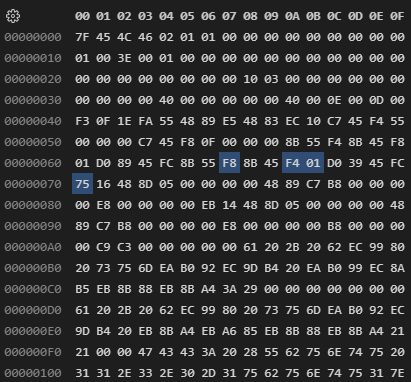 00 01 02 03 04 05 06 07 08 09 0A 0B 0C 0D 0E 0F
00000000 7F 45 4C 46 02 01 01 00 00 00 00 00 00 00 00 00
00000010 01 00 3E 00 01 00 00 00 00 00 00 00 00 00 00 00
00000020 00 00 00 00 00 00 00 00 10 03 00 00 00 00 00 00
00000030 00 00 00 00 40 00 00 00 00 00 40 00 0E 00 0D 00
00000040 F3 0F 1E FA 55 48 89 E5 48 83 EC 10 C7 45 F4 55
00000050 00 00 00 C7 45 F8 0F 00 00 00 8B 55 F4 8B 45 F8
00000060 01 D0 89 45 FC 8B 55 F8 8B 45 F4 01 D0 39 45 FC
00000070 75 16 48 8D 05 00 00 00 00 48 89 C7 B8 00 00 00
00000080 00 E8 00 00 00 00 EB 14 48 8D 05 00 00 00 00 48
00000090 89 C7 B8 00 00 00 00 E8 00 00 00 00 B8 00 00 00
000000A0 00 C9 C3 00 00 00 00 00 61 20 2B 20 62 EC 99 80
000000B0 20 73 75 6D EA B0 92 EC 9D B4 20 EA B0 99 EC 8A
000000C0 B5 EB 8B 88 EB 8B A4 3A 29 00 00 00 00 00 00 00
000000D0 61 20 2B 20 62 EC 99 80 20 73 75 6D EA B0 92 EC
000000E0 9D B4 20 EB 8B A4 EB A6 85 EB 8B 88 EB 8B A4 21
000000F0 21 00 00 47 43 43 3A 20 28 55 62 75 6E 74 75 20
00000100 31 31 2E 33 2E 30 2D 31 75 62 75 6E 74 75 31 7E